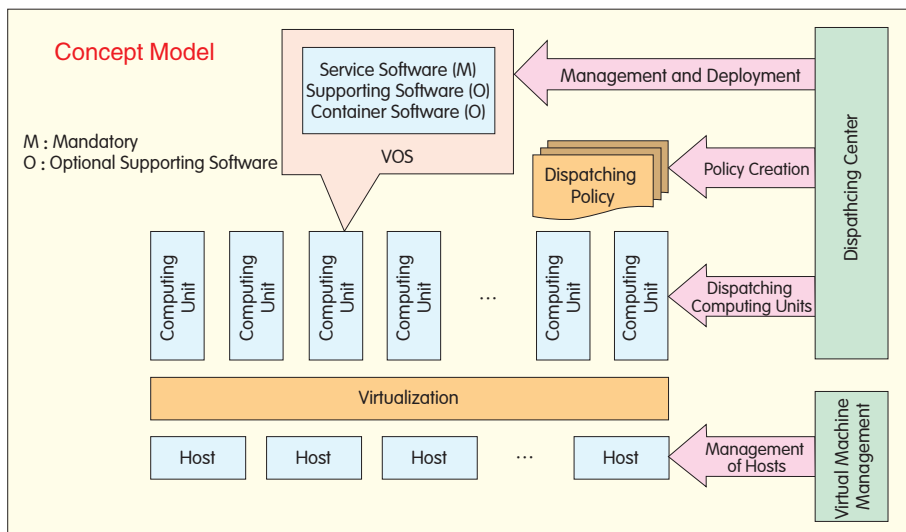 Concept Model
M : Mandatory
O : Optional Supporting Software
Service Software (M)
Supporting Software (O)
Container Software (O)
VOS
Management and Deployment
Dispatching
Policy
Policy Creation
Dispathcing Center
Computing
Unit
Computing
Unit
Computing
Unit
Computing
Unit
...
Computing
Unit
Computing
Unit
Dispatching
Computing Units
Virtualization
Host
Host
Host
...
Host
Management
of Hosts
Virtual Machine
Management